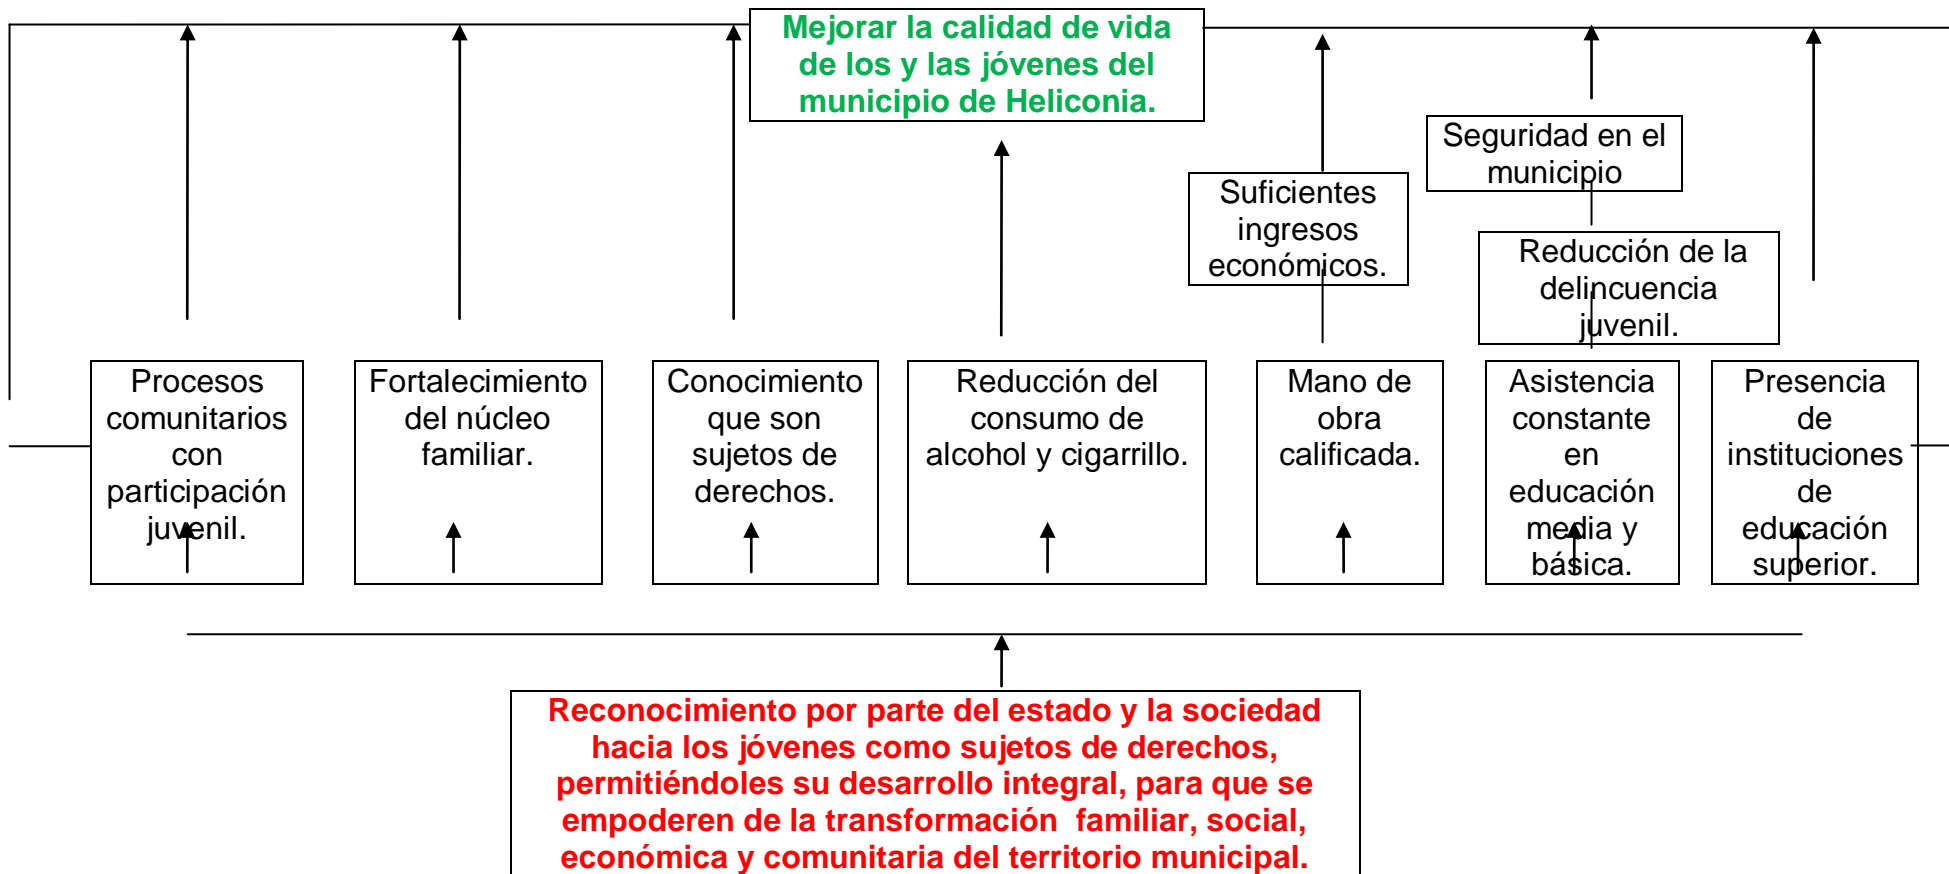 Mejorar la calidad de vida
de los y las jóvenes del
municipio de Heliconia.
Seguridad en el
municipio
Suficientes
ingresos
económicos.
Reducción de la
delincuencia
juvenil.
Procesos
comunitarios
con
participación
juvenil.
Fortalecimiento
del núcleo
familiar.
Conocimiento
que son
sujetos de
derechos.
Reducción del
consumo de
alcohol y cigarrillo.
Mano de
obra
calificada.
Asistencia
constante
en
educación
media y
básica.
Presencia
de
instituciones
de
educación
superior.
Reconocimiento por parte del estado y la sociedad
hacia los jóvenes como sujetos de derechos,
permitiéndoles su desarrollo integral, para que se
empoderen de la transformación familiar, social,
económica y comunitaria del territorio municipal.